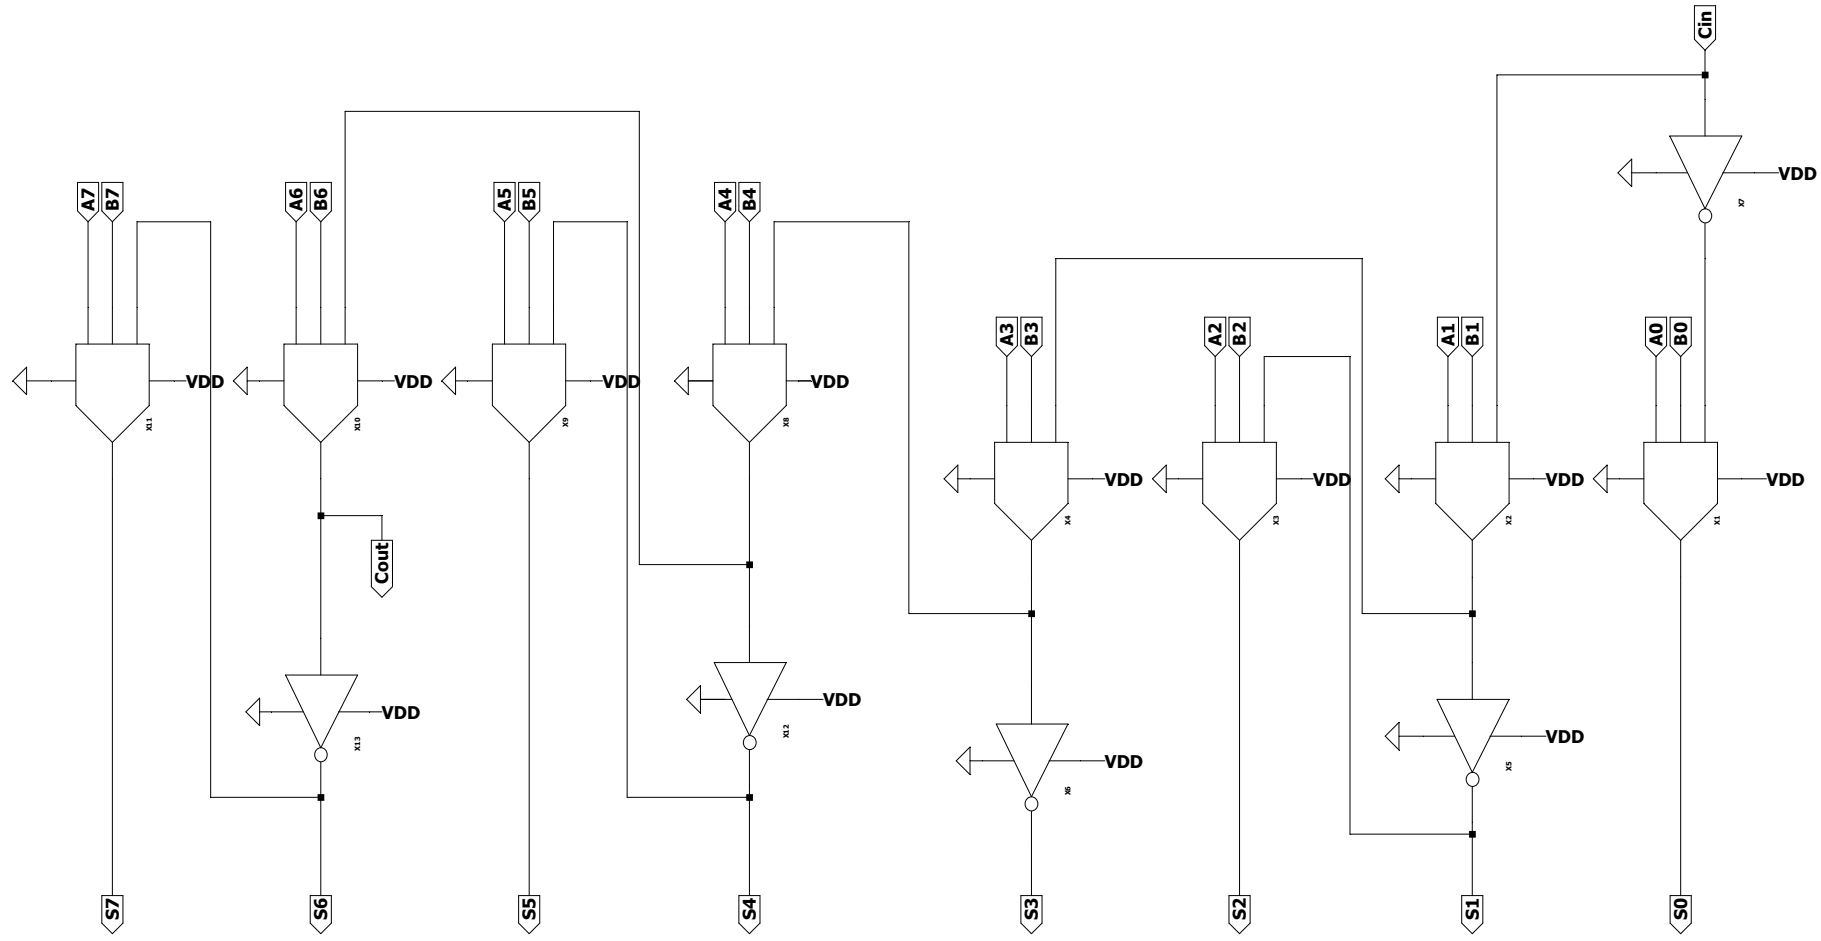 Cin
VDD
X7
A7
B7
A6
B6
A5
B5
A4
B4
A3
B3
A2
B2
A1
B1
A0
B0
VDD
VDD
VDD
VDD
X11
X10
X9
X8
VDD
VDD
VDD
VDD
X4
X3
X2
X1
Cout
VDD
VDD
VDD
VDD
X13
X12
X6
X5
S7
S6
S5
S4
S3
S2
S1
S0